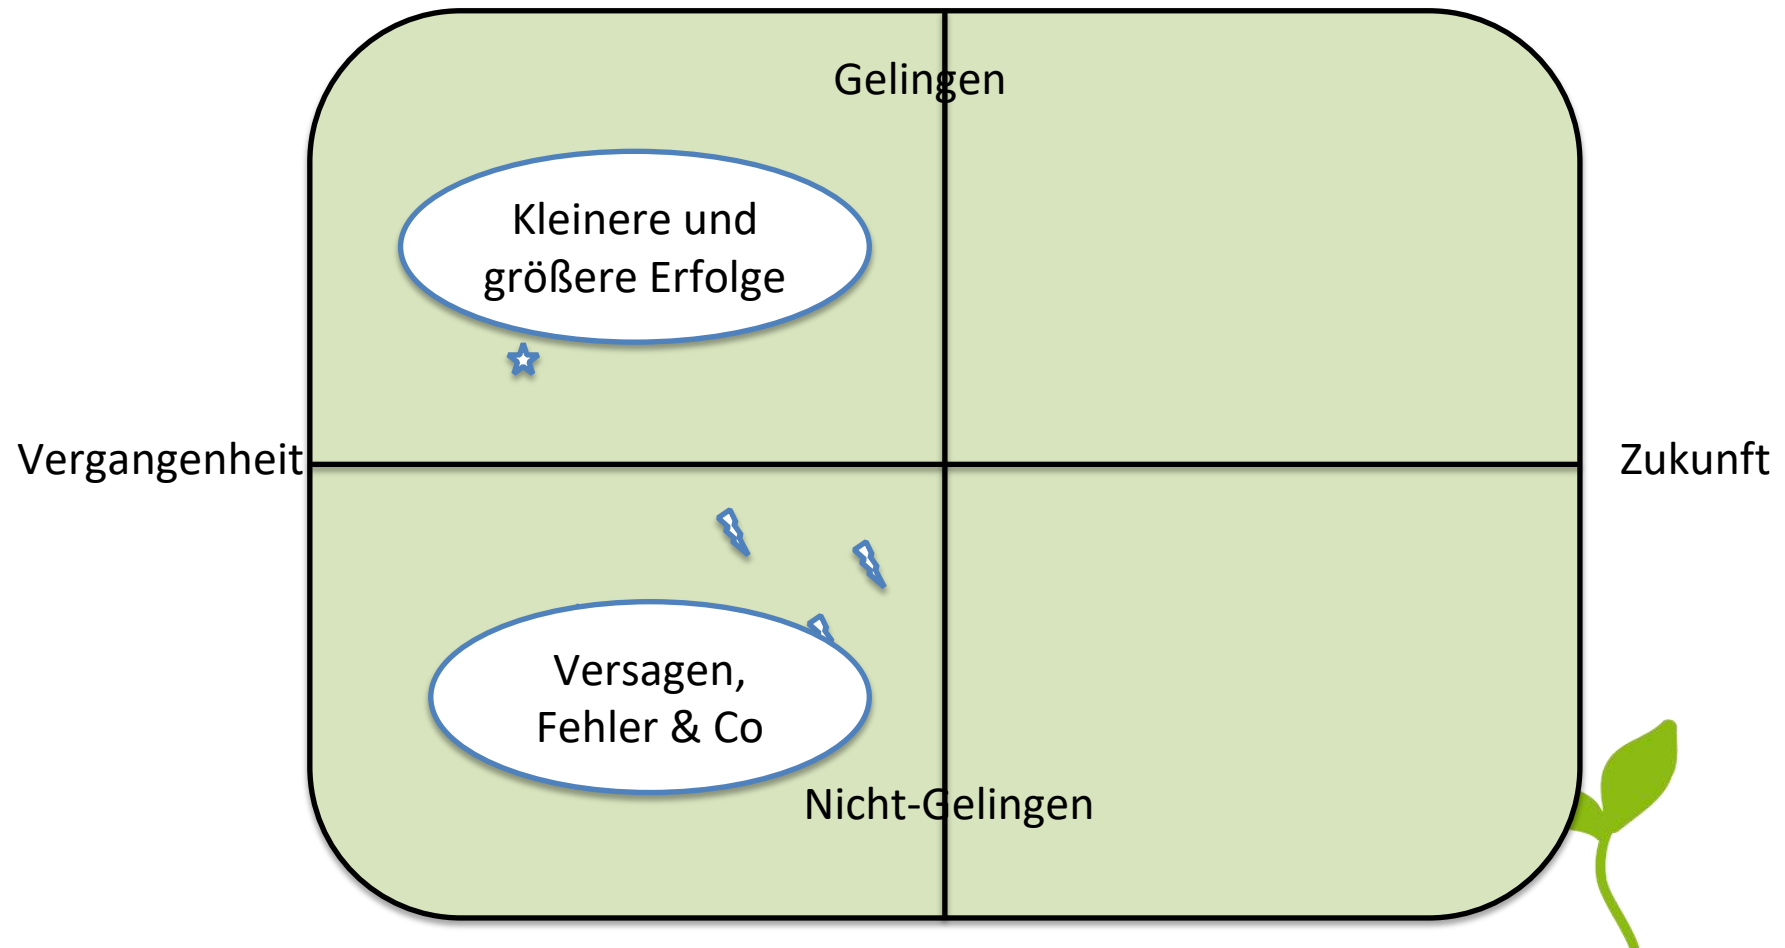 Gelingen
Kleinere und
größere Erfolge
Vergangenheit
Zukunft
Versagen,
Fehler & Co
Nicht-Gelingen